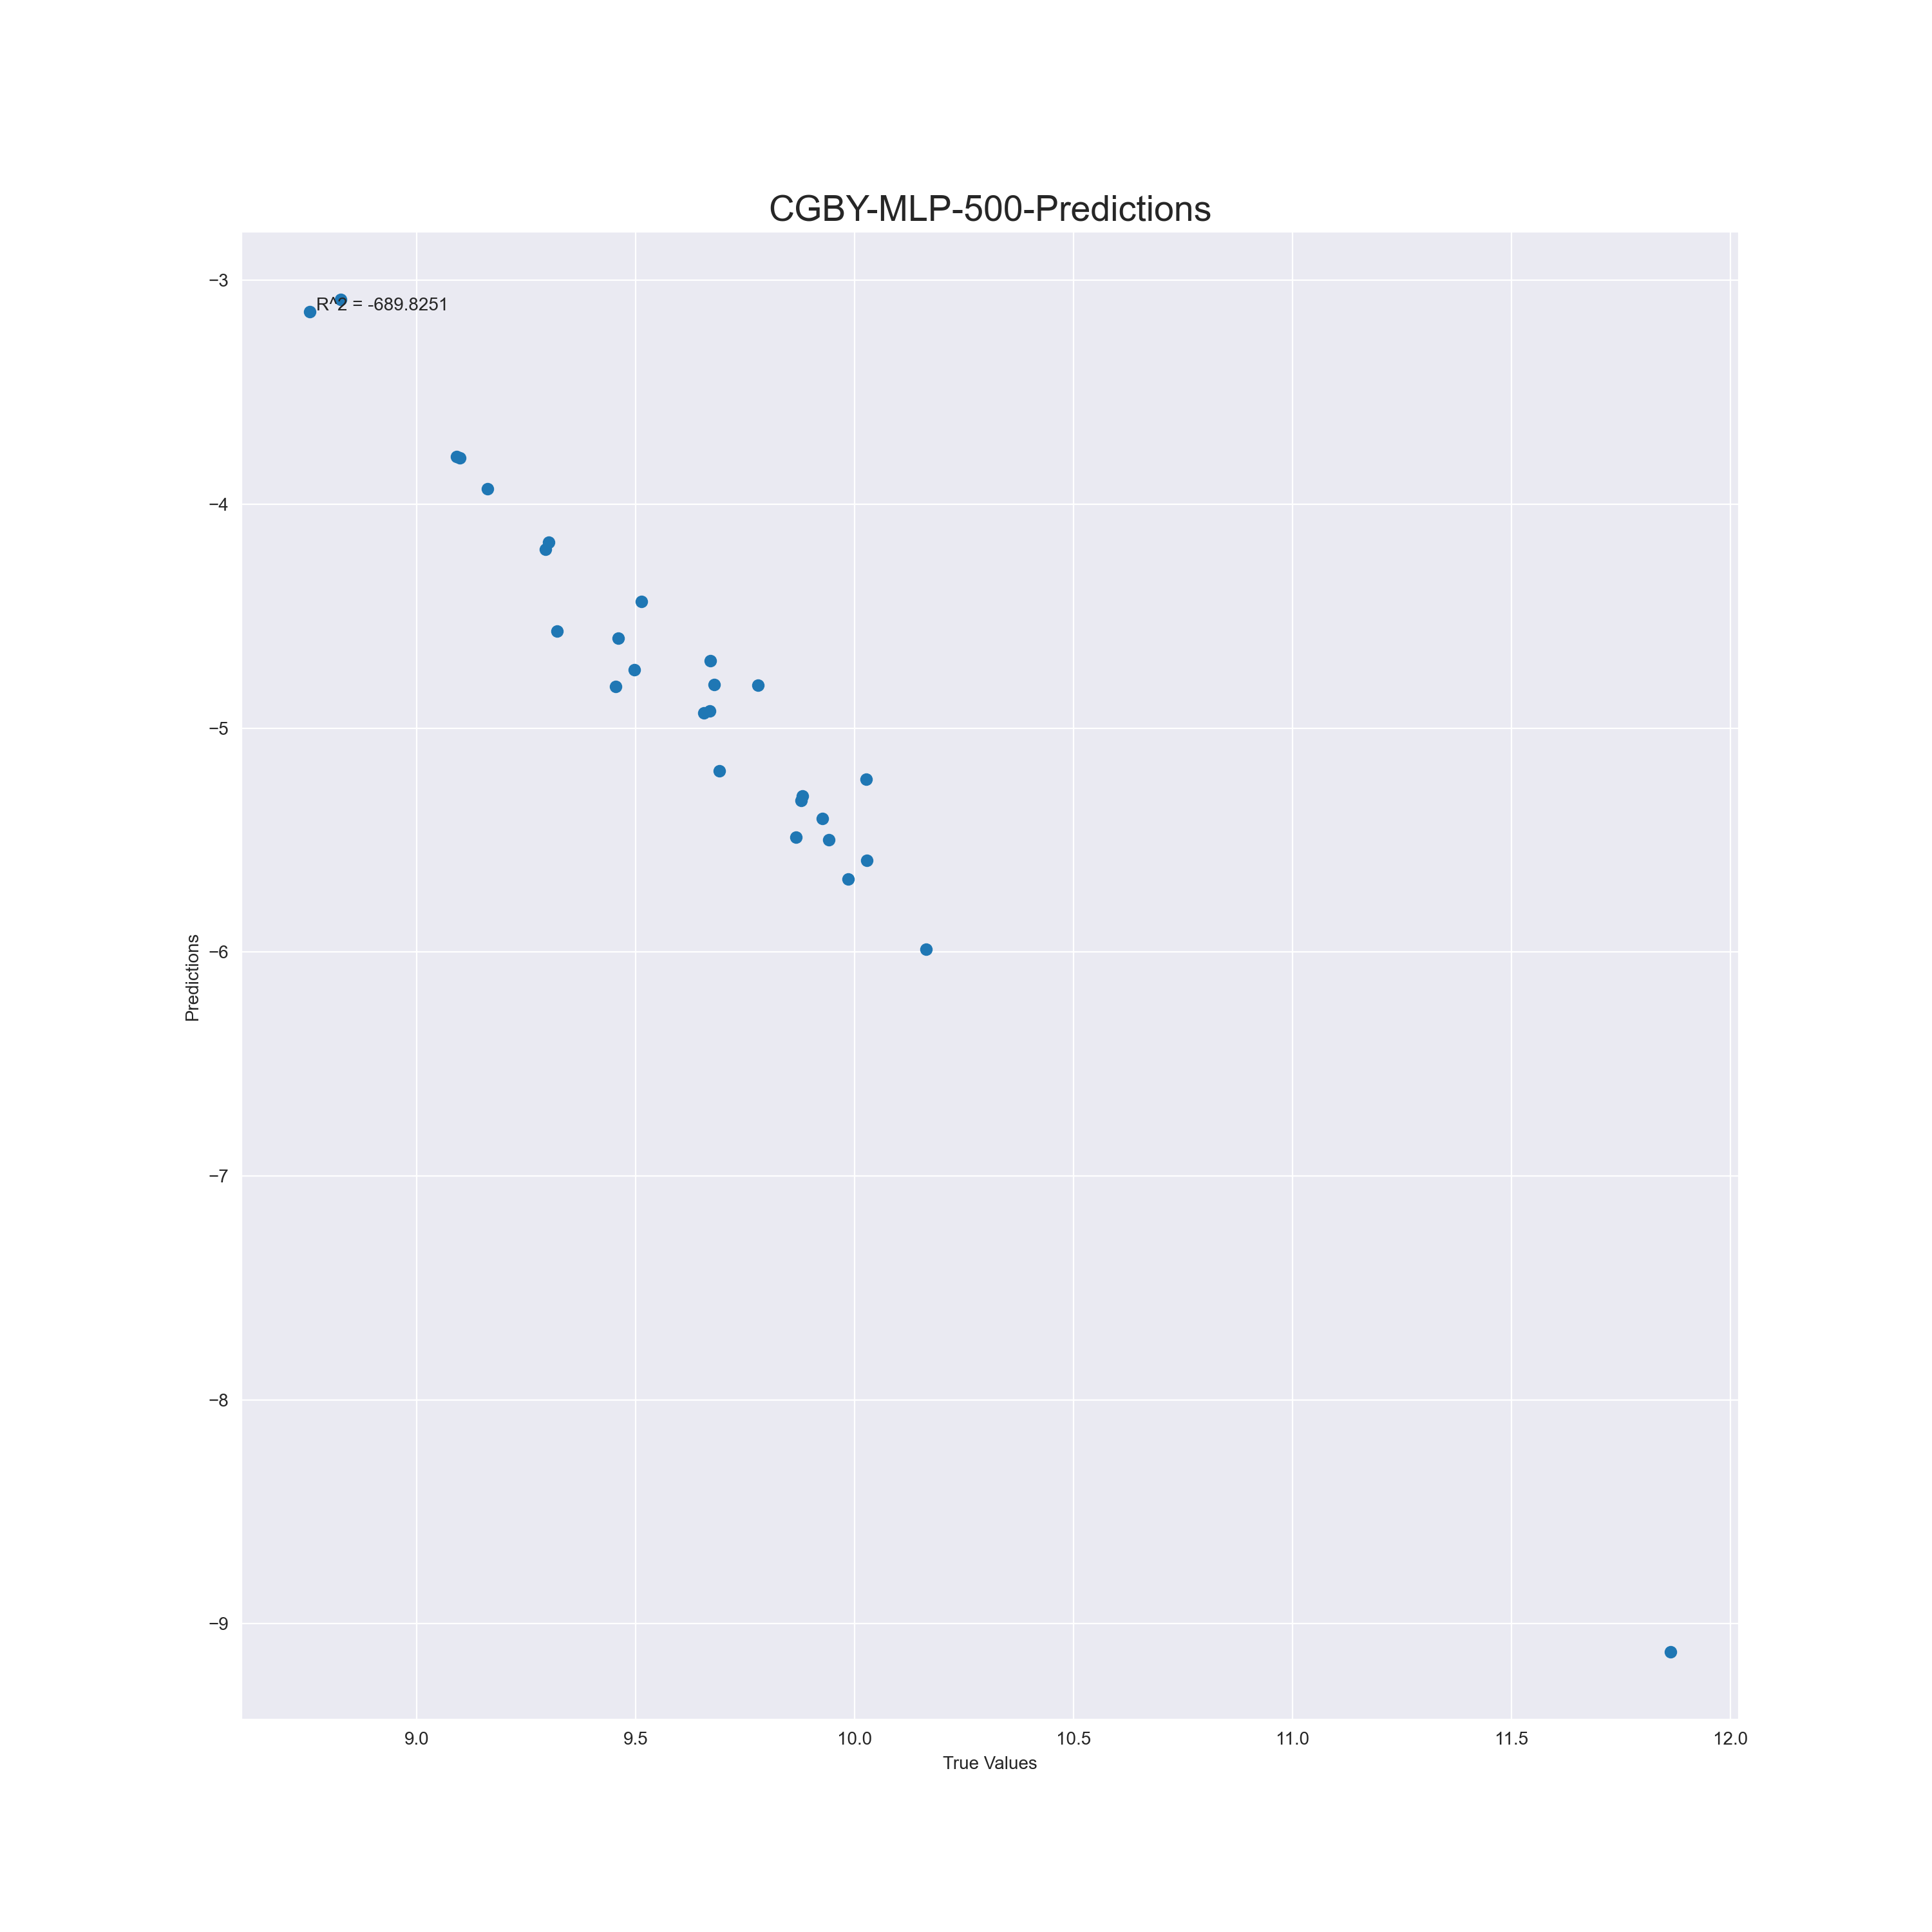 CGBY-MLP-500-Predictions
−3
R^2 = -689.8251
−4
−5
−6
Predictions
−7
−8
−9
9.0 9.5 10.0 10.5 11.0 11.5 12.0
True Values